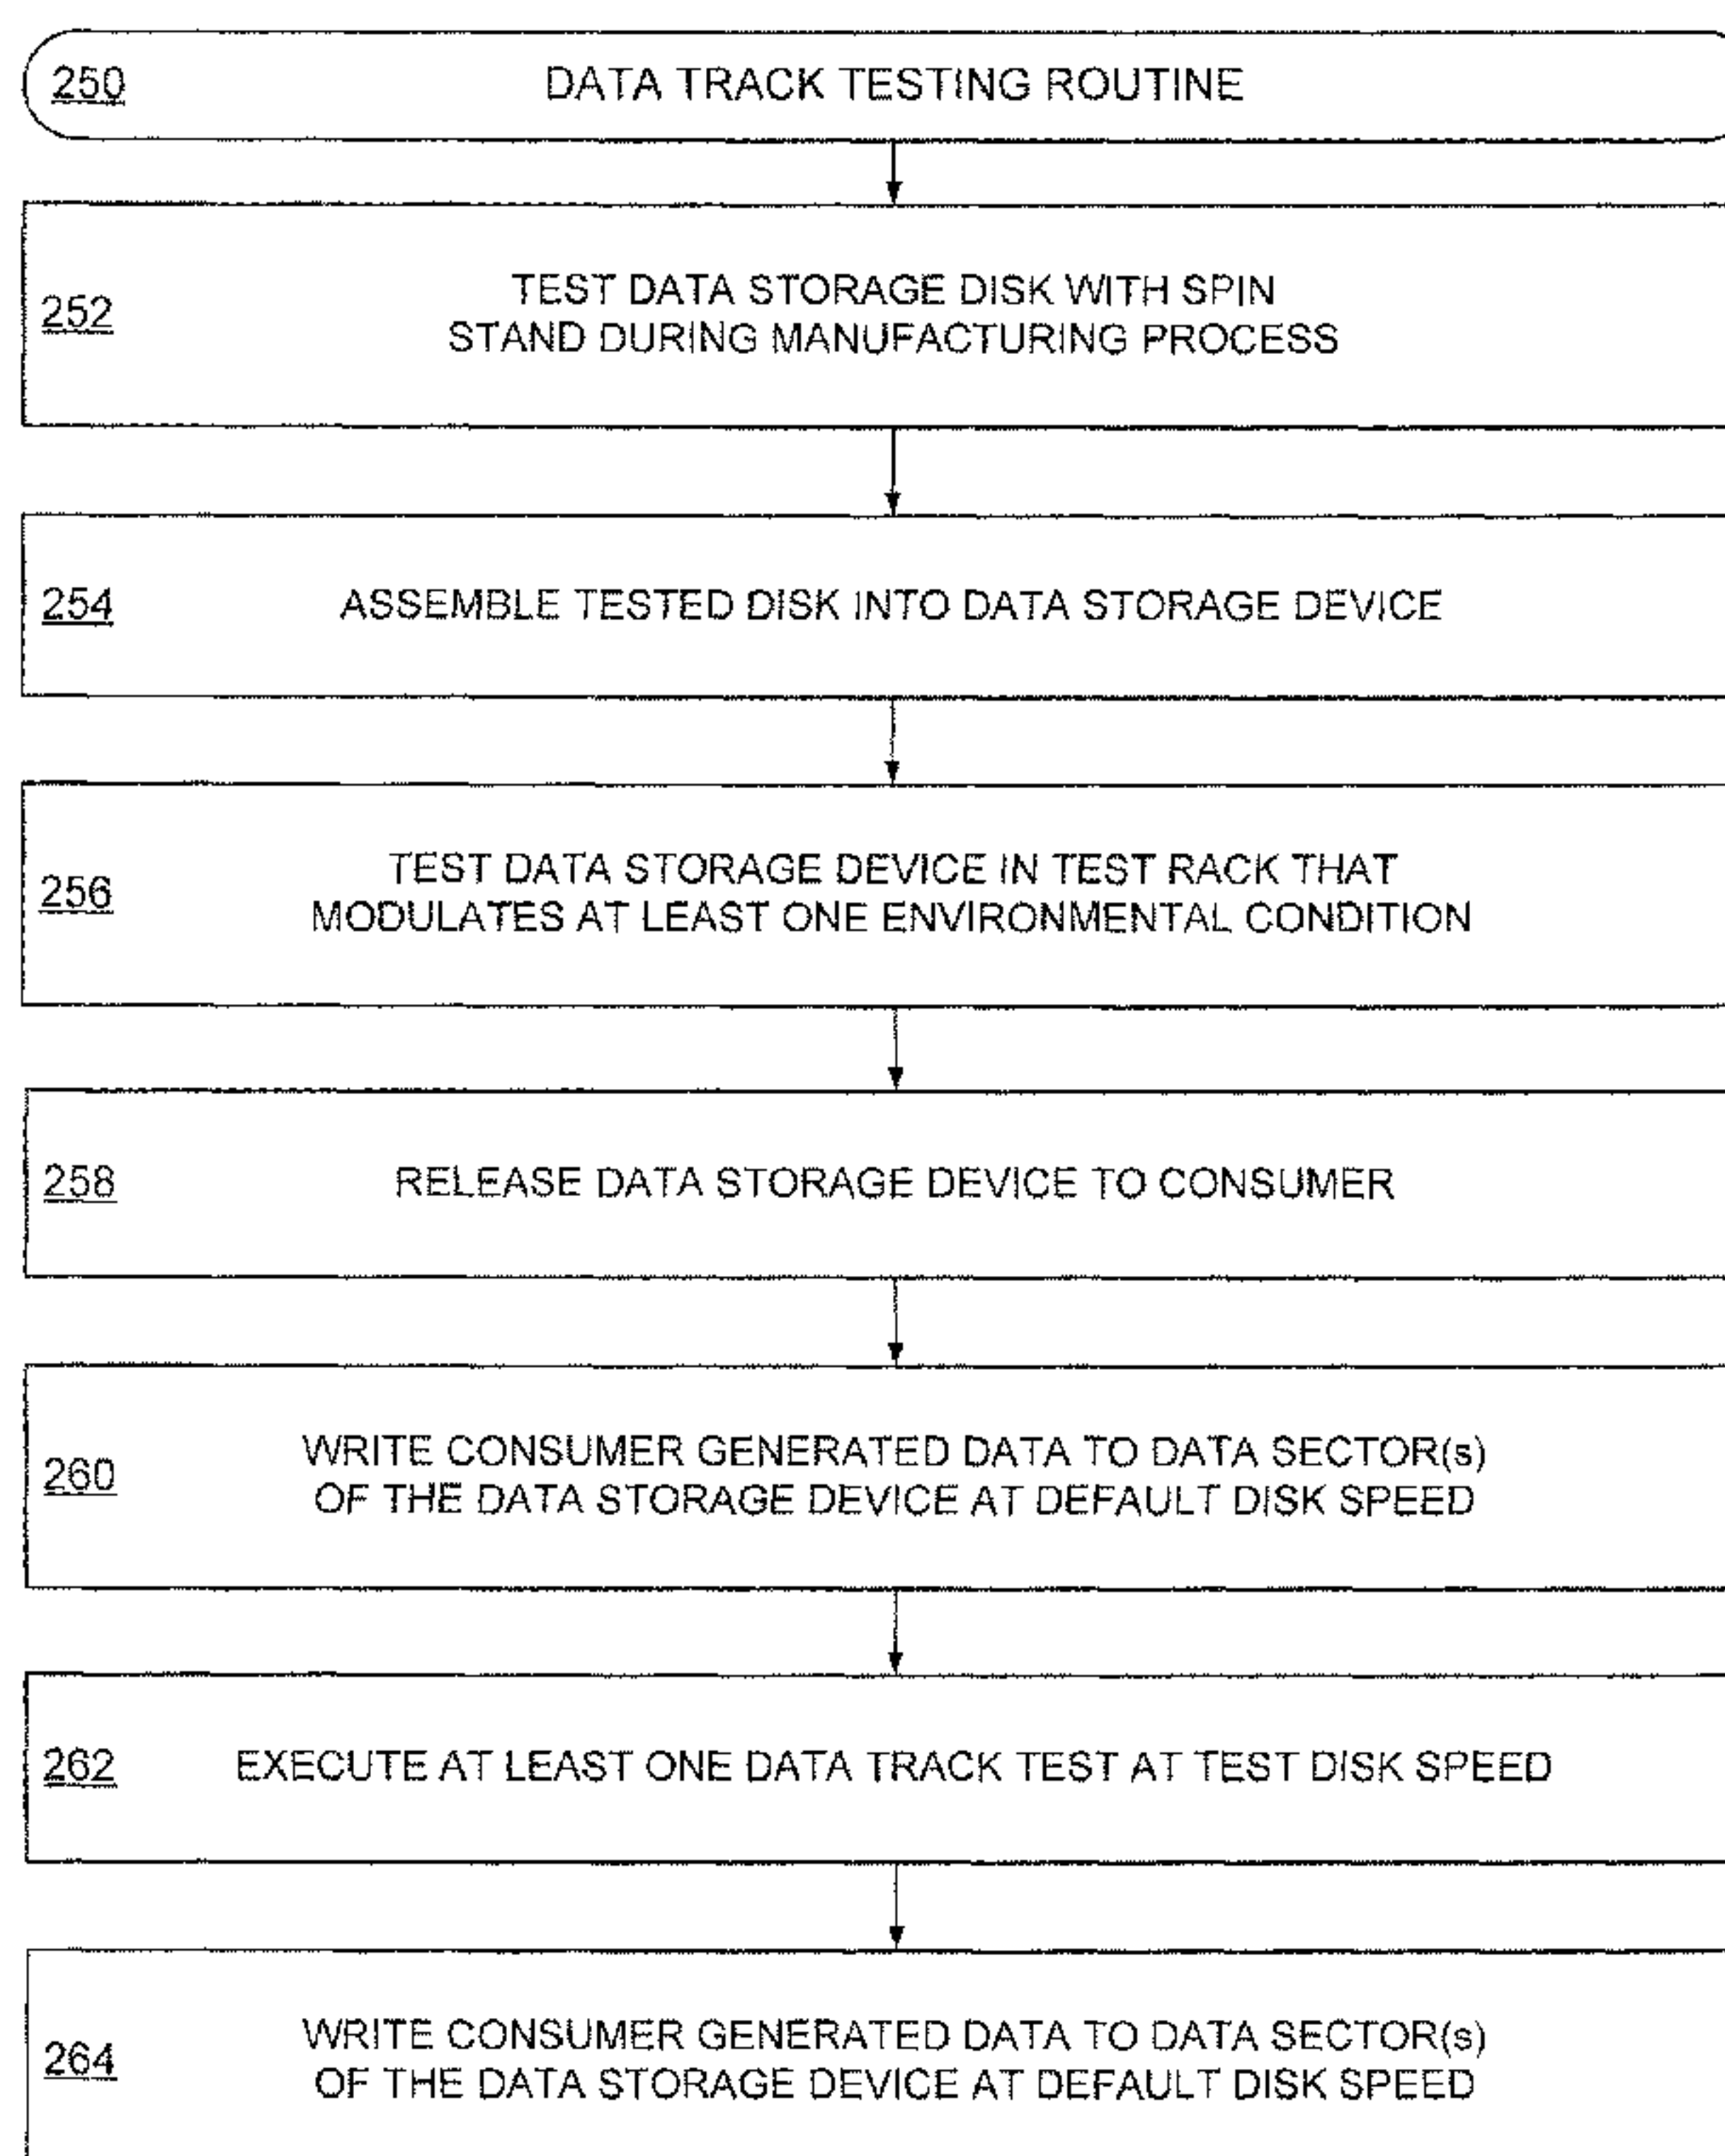 250 DATA TRACK TESTING ROUTINE
252 TEST DATA STORAGE DISK WITH SPIN
STAND DURING MANUFACTURING PROCESS
254 ASSEMBLE TESTED DISK INTO DATA STORAGE DEVICE
256 TEST DATA STORAGE DEVICE IN TEST RACK THAT
MODULATES AT LEAST ONE ENVIRONMENTAL CONDITION
258 RELEASE DATA STORAGE DEVICE TO CONSUMER
260 WRITE CONSUMER GENERATED DATA TO DATA SECTOR(s)
OF THE DATA STORAGE DEVICE AT DEFAULT DISK SPEED
262 EXECUTE AT LEAST ONE DATA TRACK TEST AT TEST DISK SPEED
264 WRITE CONSUMER GENERATED DATA TO DATA SECTOR(s)
OF THE DATA STORAGE DEVICE AT DEFAULT DISK SPEED